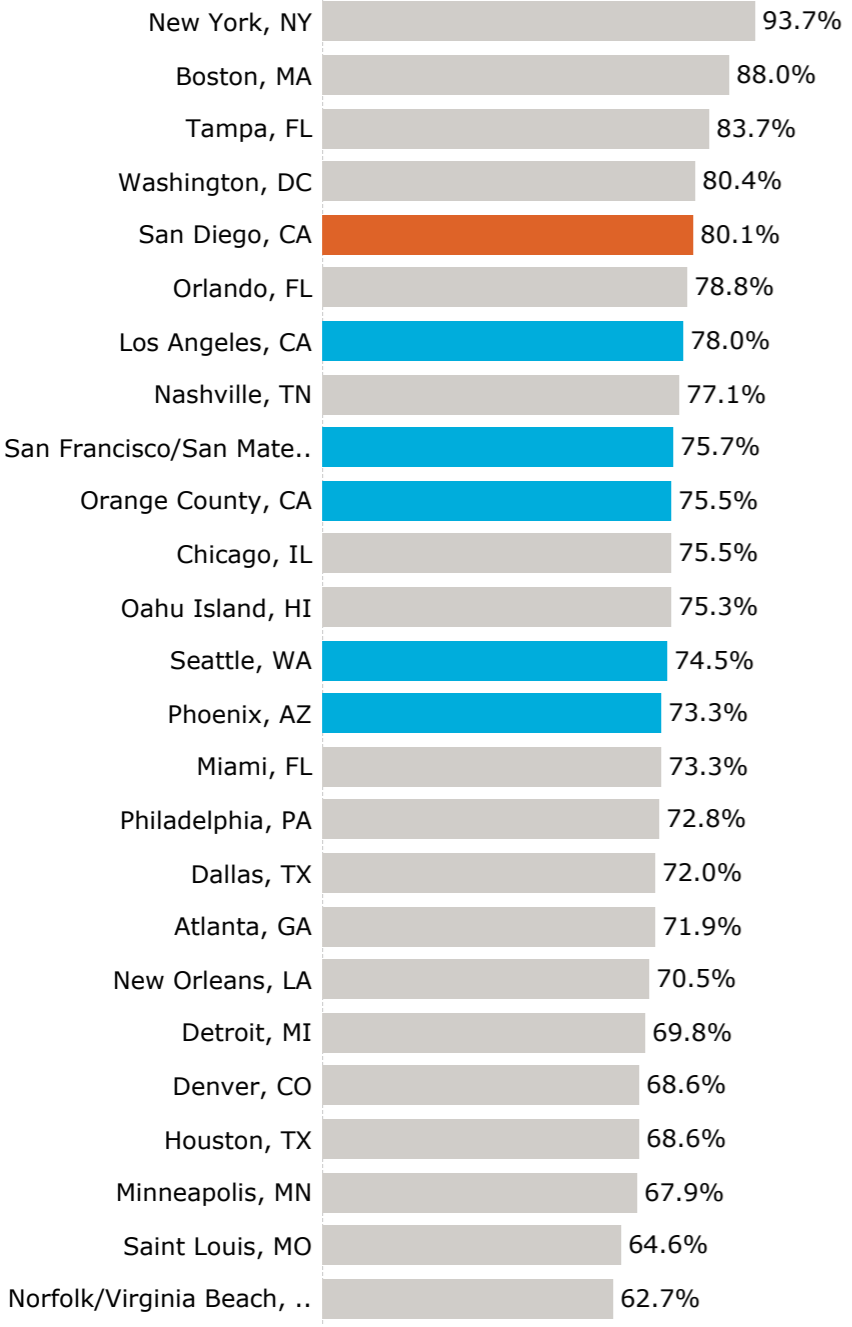 New York, NY 93.7%
Boston, MA 88.0%
Tampa, FL 83.7%
Washington, DC 80.4%
San Diego, CA 80.1%
Orlando, FL 78.8%
Los Angeles, CA 78.0%
Nashville, TN 77.1%
San Francisco/San Mate.. 75.7%
Orange County, CA 75.5%
Chicago, IL 75.5%
Oahu Island, HI 75.3%
Seattle, WA 74.5%
Phoenix, AZ 73.3%
Miami, FL 73.3%
Philadelphia, PA 72.8%
Dallas, TX 72.0%
Atlanta, GA 71.9%
New Orleans, LA 70.5%
Detroit, MI 69.8%
Denver, CO 68.6%
Houston, TX 68.6%
Minneapolis, MN 67.9%
Saint Louis, MO 64.6%
Norfolk/Virginia Beach, .. 62.7%